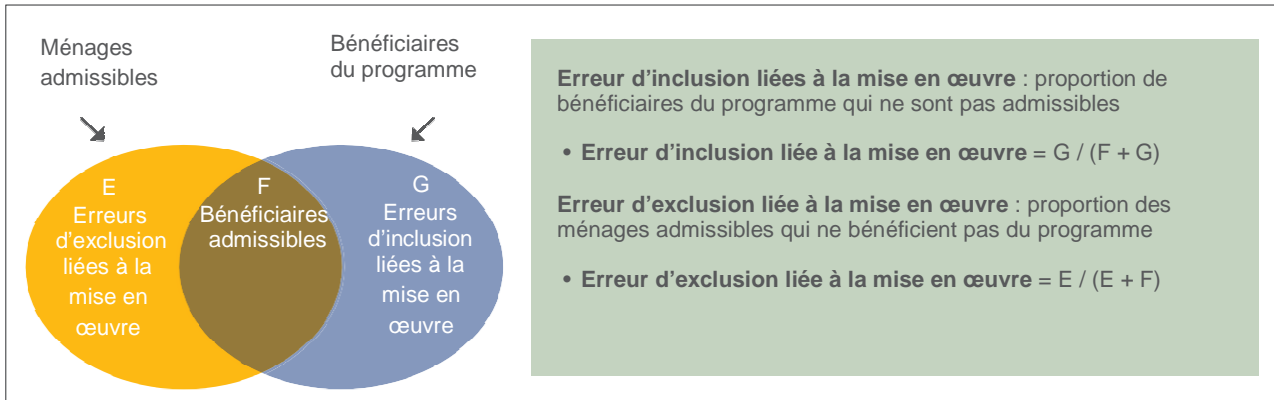 Ménages
admissibles
Bénéficiaires
du programme
E
Erreurs
d'exclusion
liées à la
mise en
œuvre
F
Bénéficiaires
admissibles
G
Erreurs
d'inclusion
liées à la
mise en
œuvre
Erreur d'inclusion liées à la mise en œuvre : proportion de
bénéficiaires du programme qui ne sont pas admissibles
• Erreur d'inclusion liée à la mise en œuvre = G / (F + G)
Erreur d'exclusion liée à la mise en œuvre : proportion des
ménages admissibles qui ne bénéficient pas du programme
• Erreur d'exclusion liée à la mise en œuvre = E / (E + F)